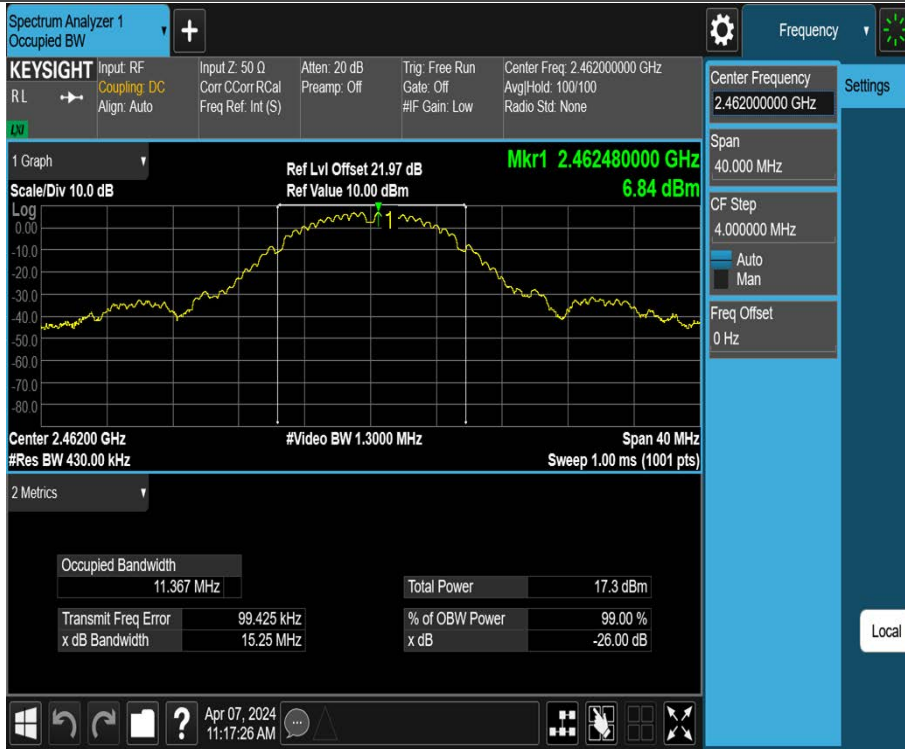 Spectrum Analyzer 1
Occupied BW
+
Frequency
KEYSIGHT
R L
LXI
Input: RF
Coupling: DC
Align: Auto
Input Z: 50 Ω
Corr CCorr RCal
Freq Ref: Int (S)
Atten: 20 dB
Preamp: Off
Trig: Free Run
Gate: Off
#IF Gain: Low
Center Freq: 2.462000000 GHz
Avg|Hold: 100/100
Radio Std: None
Center Frequency
2.462000000 GHz
Settings
Span
40.000 MHz
CF Step
4.000000 MHz
Auto
Man
Freq Offset
0 Hz
1 Graph
Scale/Div 10.0 dB
Ref Lvl Offset 21.97 dB
Ref Value 10.00 dBm
Mkr1 2.462480000 GHz
6.84 dBm
Log
0.00
-10.0
-20.0
-30.0
-40.0
-50.0
-60.0
-70.0
-80.0
1
Center 2.46200 GHz
#Video BW 1.3000 MHz
Span 40 MHz
#Res BW 430.00 kHz
Sweep 1.00 ms (1001 pts)
2 Metrics
Occupied Bandwidth
11.367 MHz
Total Power 17.3 dBm
Transmit Freq Error 99.425 kHz
% of OBW Power 99.00 %
x dB Bandwidth 15.25 MHz
x dB -26.00 dB
Local
?
Apr 07, 2024
11:17:26 AM